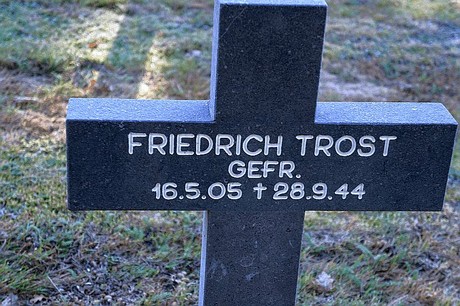 FRIEDRICH TROST
GEFR.
16.5.05 † 28.9.44